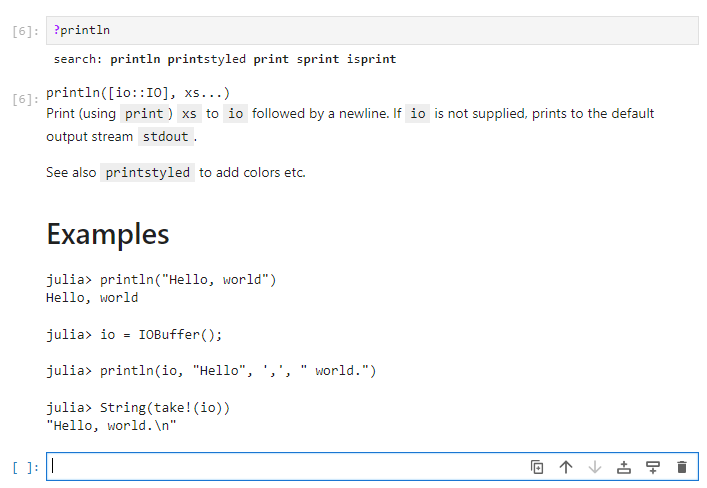 [6]: ?println
search: println printstyled print sprint isprint
[6]: println([io::IO], xs...)
Print (using print ) xs to io followed by a newline. If io is not supplied, prints to the default
output stream stdout .
See also printstyled to add colors etc.
Examples
julia> println("Hello, world")
Hello, world
julia> io = IOBuffer();
julia> println(io, "Hello", ',', " world.")
julia> String(take!(io))
"Hello, world.\n"
[ ]: